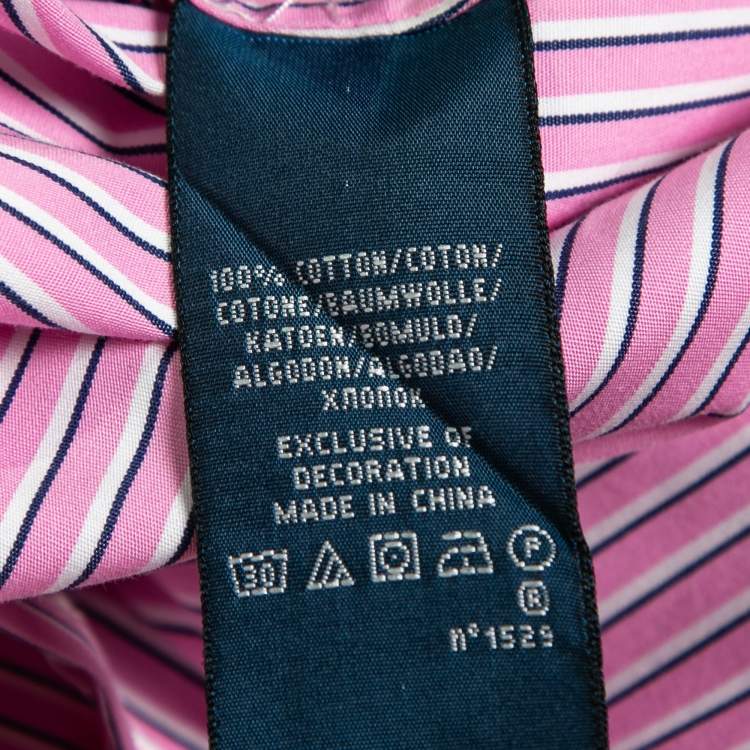 100% COTTON/COTON/
COTONE/BAUMWOLLE/
KATOEN/BOMULD/
ALGODON/ALGODAO/
ХЛОПОК
EXCLUSIVE OF
DECORATION
MADE IN CHINA
30 P
®
n°1529